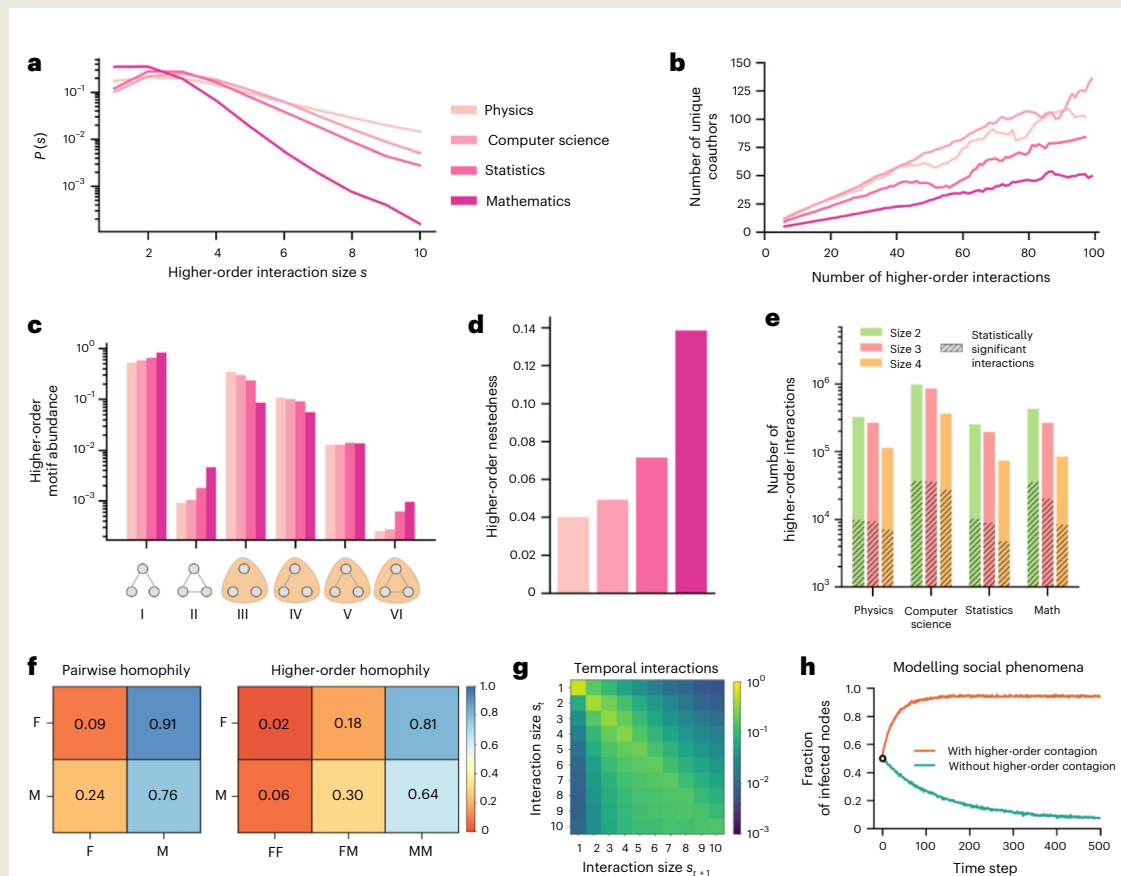 a
P (s)
10⁻¹
10⁻²
10⁻³
2
4
6
8
10
Higher-order interaction size s
Physics
Computer science
Statistics
Mathematics
b
Number of unique
coauthors
150
125
100
75
50
25
0
0
20
40
60
80
100
Number of higher-order interactions
c
Higher-order
motif abundance
10⁰
10⁻¹
10⁻²
10⁻³
I
II
III
IV
V
VI
d
Higher-order nestedness
0.14
0.12
0.10
0.08
0.06
0.04
0.02
0
e
Size 2
Size 3
Size 4
Statistically
significant
interactions
Number of
higher-order interactions
10⁶
10⁵
10⁴
10³
Physics
Computer
science
Statistics
Math
f
Pairwise homophily
F
0.09
0.91
M
0.24
0.76
F
M
Higher-order homophily
F
0.02
0.18
0.81
M
0.06
0.30
0.64
FF
FM
MM
1.0
0.8
0.6
0.4
0.2
0
g
Temporal interactions
Interaction size sₜ
1
2
3
4
5
6
7
8
9
10
1 2 3 4 5 6 7 8 9 10
Interaction size sₜ₊₁
10⁰
10⁻¹
10⁻²
10⁻³
h
Modelling social phenomena
Fraction
of infected nodes
1.0
0.8
0.6
0.4
0.2
0
With higher-order contagion
Without higher-order contagion
0
100
200
300
400
500
Time step